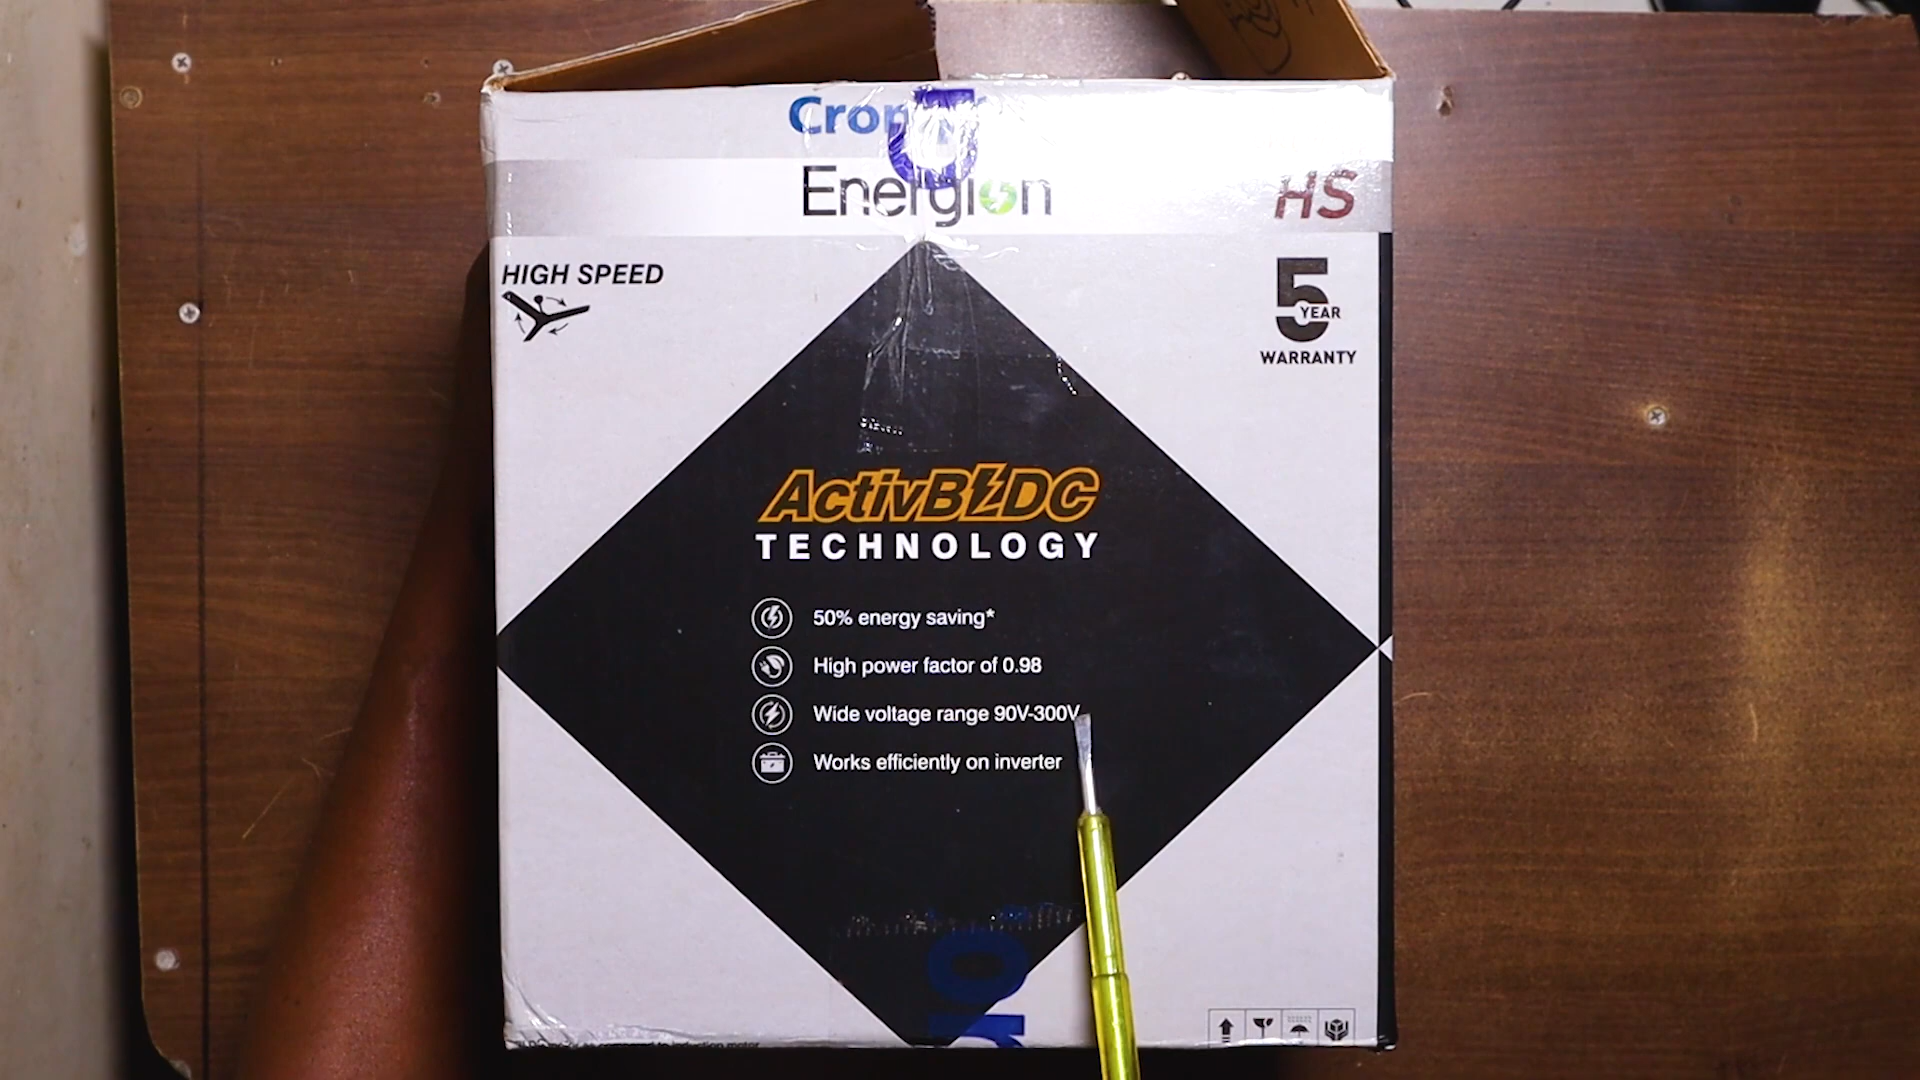 Energion
HS
HIGH SPEED
5
YEAR
WARRANTY
ActivBLDC
TECHNOLOGY
50% energy saving*
High power factor of 0.98
Wide voltage range 90V-300V
Works efficiently on inverter